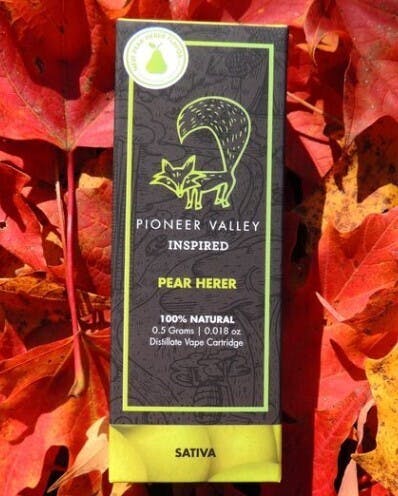 PIONEER VALLEY
INSPIRED
PEAR HERER
100% NATURAL
0.5 Grams | 0.018 oz
Distillate Vape Cartridge
SATIVA